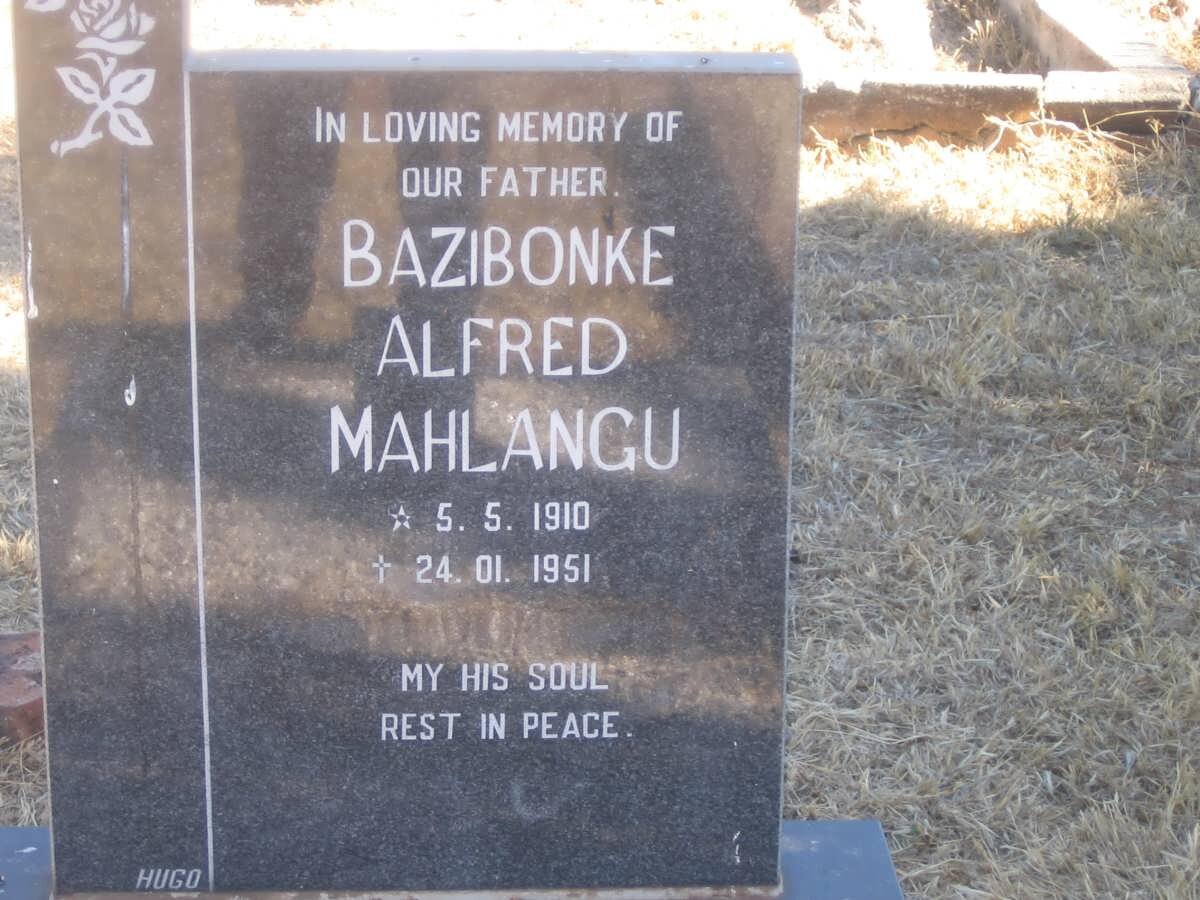 IN LOVING MEMORY OF
OUR FATHER.
BAZIBONKE
ALFRED
MAHLANGU
☆ 5. 5. 1910
† 24. 01. 1951
MY HIS SOUL
REST IN PEACE.
HUGO